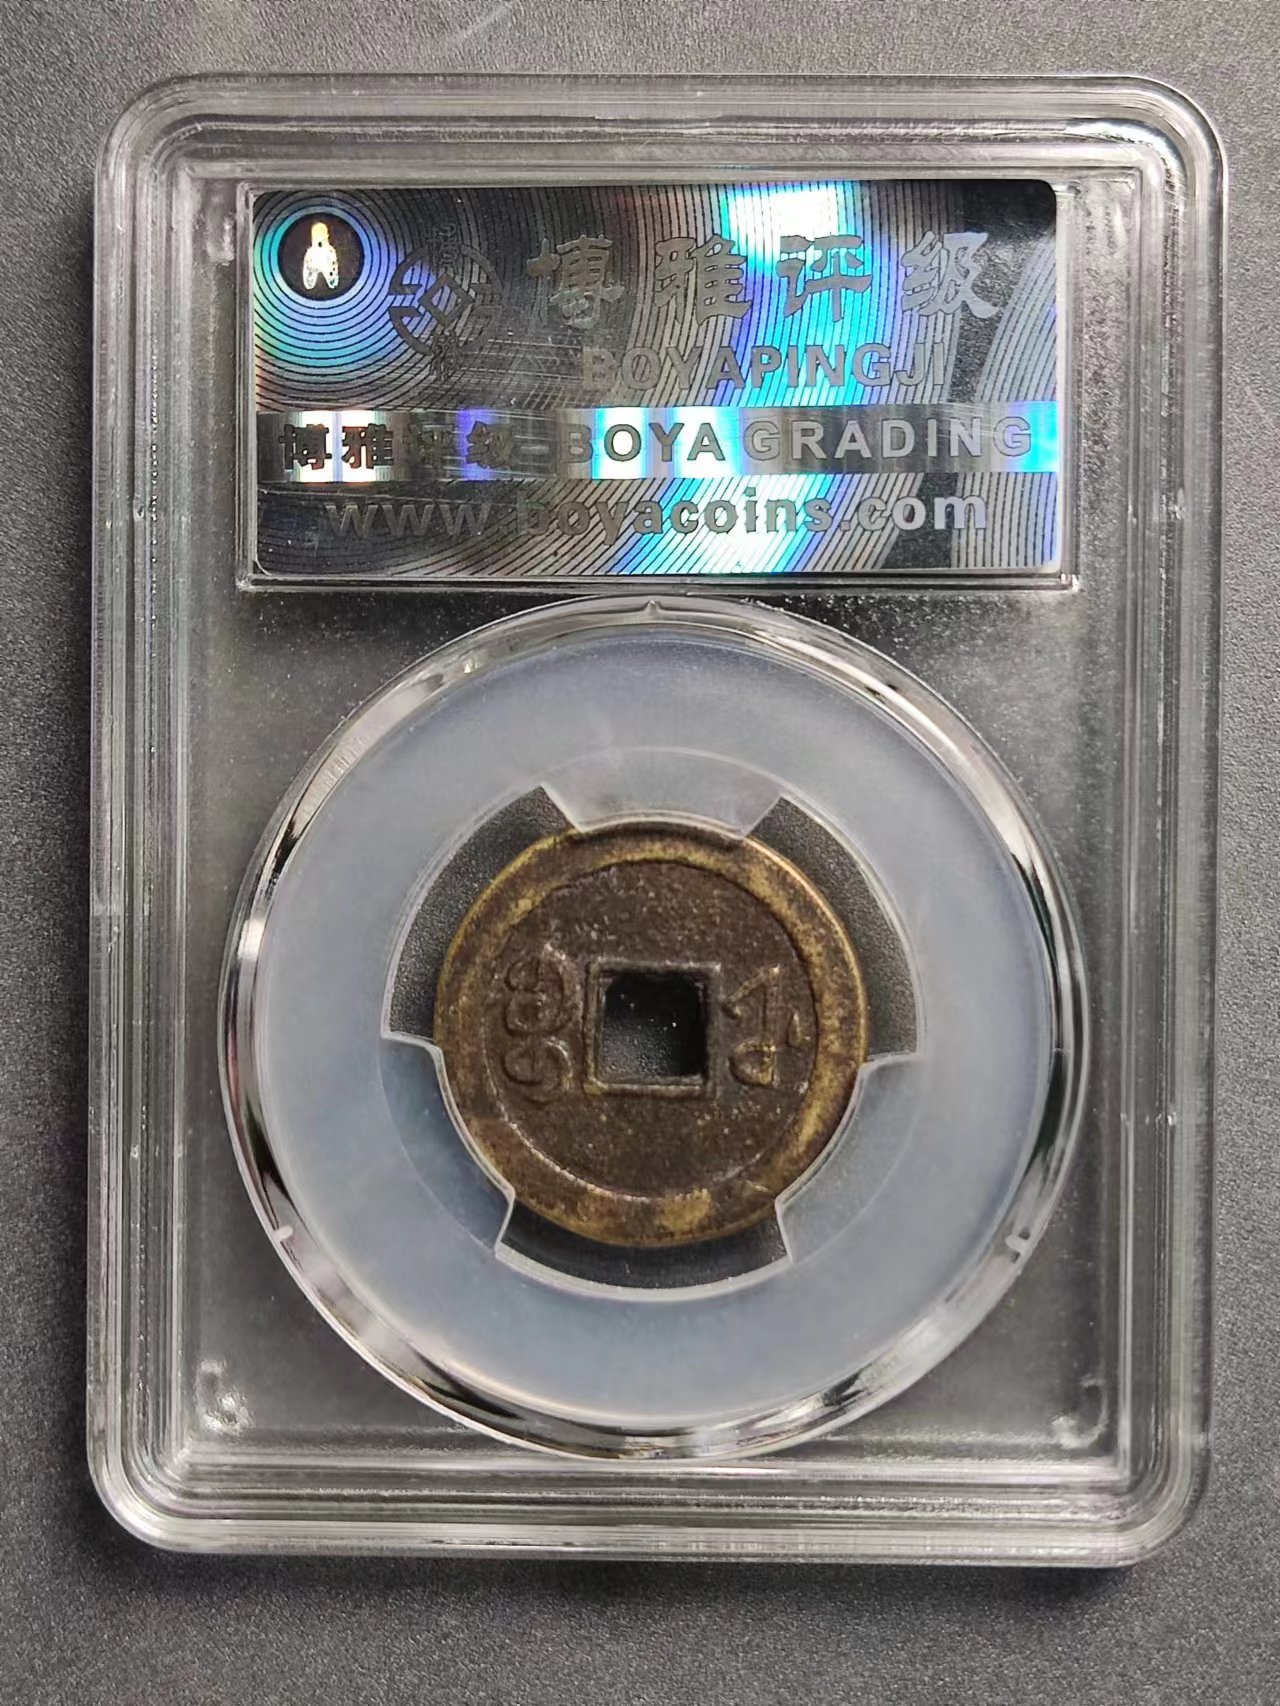 博雅评级
BOYAPINGJI
博雅评级 BOYA GRADING
www.boyacoins.com